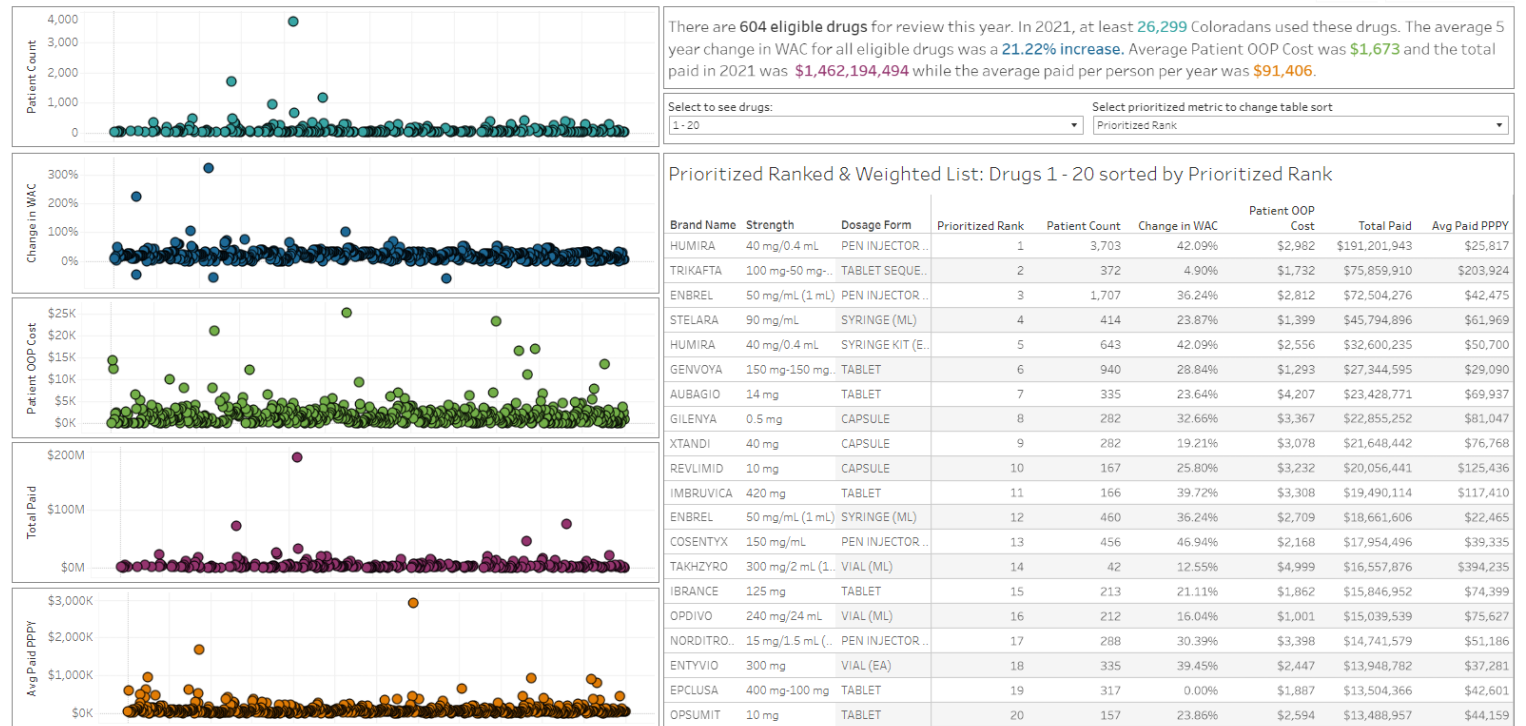 Patient Count
4,000
3,000
2,000
1,000
0
Change in WAC
300%
200%
100%
0%
Patient OOP Cost
$25K
$20K
$15K
$10K
$5K
$0K
Total Paid
$200M
$100M
$0M
Avg Paid PPPY
$3,000K
$2,000K
$1,000K
$0K
There are 604 eligible drugs for review this year. In 2021, at least 26,299 Coloradans used these drugs. The average 5
year change in WAC for all eligible drugs was a 21.22% increase. Average Patient OOP Cost was $1,673 and the total
paid in 2021 was $1,462,194,494 while the average paid per person per year was $91,406.
Select to see drugs: Select prioritized metric to change table sort
1 - 20 Prioritized Rank
Prioritized Ranked & Weighted List: Drugs 1 - 20 sorted by Prioritized Rank
Patient OOP
Brand Name Strength Dosage Form Prioritized Rank Patient Count Change in WAC Cost Total Paid Avg Paid PPPY
HUMIRA 40 mg/0.4 mL PEN INJECTOR... 1 3,703 42.09% $2,982 $191,201,943 $25,817
TRIKAFTA 100 mg-50 mg-.. TABLET SEQUE.. 2 372 4.90% $1,732 $75,859,910 $203,924
ENBREL 50 mg/mL (1 mL) PEN INJECTOR... 3 1,707 36.24% $2,812 $72,504,276 $42,475
STELARA 90 mg/mL SYRINGE (ML) 4 414 23.87% $1,399 $45,794,896 $61,969
HUMIRA 40 mg/0.4 mL SYRINGE KIT (E.. 5 643 42.09% $2,556 $32,600,235 $50,700
GENVOYA 150 mg-150 mg.. TABLET 6 940 28.84% $1,293 $27,344,595 $29,090
AUBAGIO 14 mg TABLET 7 335 23.64% $4,207 $23,428,771 $69,937
GILENYA 0.5 mg CAPSULE 8 282 32.66% $3,367 $22,855,252 $81,047
XTANDI 40 mg CAPSULE 9 282 19.21% $3,078 $21,648,442 $76,768
REVLIMID 10 mg CAPSULE 10 167 25.80% $3,232 $20,056,441 $125,436
IMBRUVICA 420 mg TABLET 11 166 39.72% $3,308 $19,490,114 $117,410
ENBREL 50 mg/mL (1 mL) SYRINGE (ML) 12 460 36.24% $2,709 $18,661,606 $22,465
COSENTYX 150 mg/mL PEN INJECTOR... 13 456 46.94% $2,168 $17,954,496 $39,335
TAKHZYRO 300 mg/2 mL (1.. VIAL (ML) 14 42 12.55% $4,999 $16,557,876 $394,235
IBRANCE 125 mg TABLET 15 213 21.11% $1,862 $15,846,952 $74,399
OPDIVO 240 mg/24 mL VIAL (ML) 16 212 16.04% $1,001 $15,039,539 $75,627
NORDITRO.. 15 mg/1.5 mL (.. PEN INJECTOR... 17 288 30.39% $3,398 $14,741,579 $51,186
ENTYVIO 300 mg VIAL (EA) 18 335 39.45% $2,447 $13,948,782 $37,281
EPCLUSA 400 mg-100 mg TABLET 19 317 0.00% $1,887 $13,504,366 $42,601
OPSUMIT 10 mg TABLET 20 157 23.86% $2,594 $13,488,957 $44,159